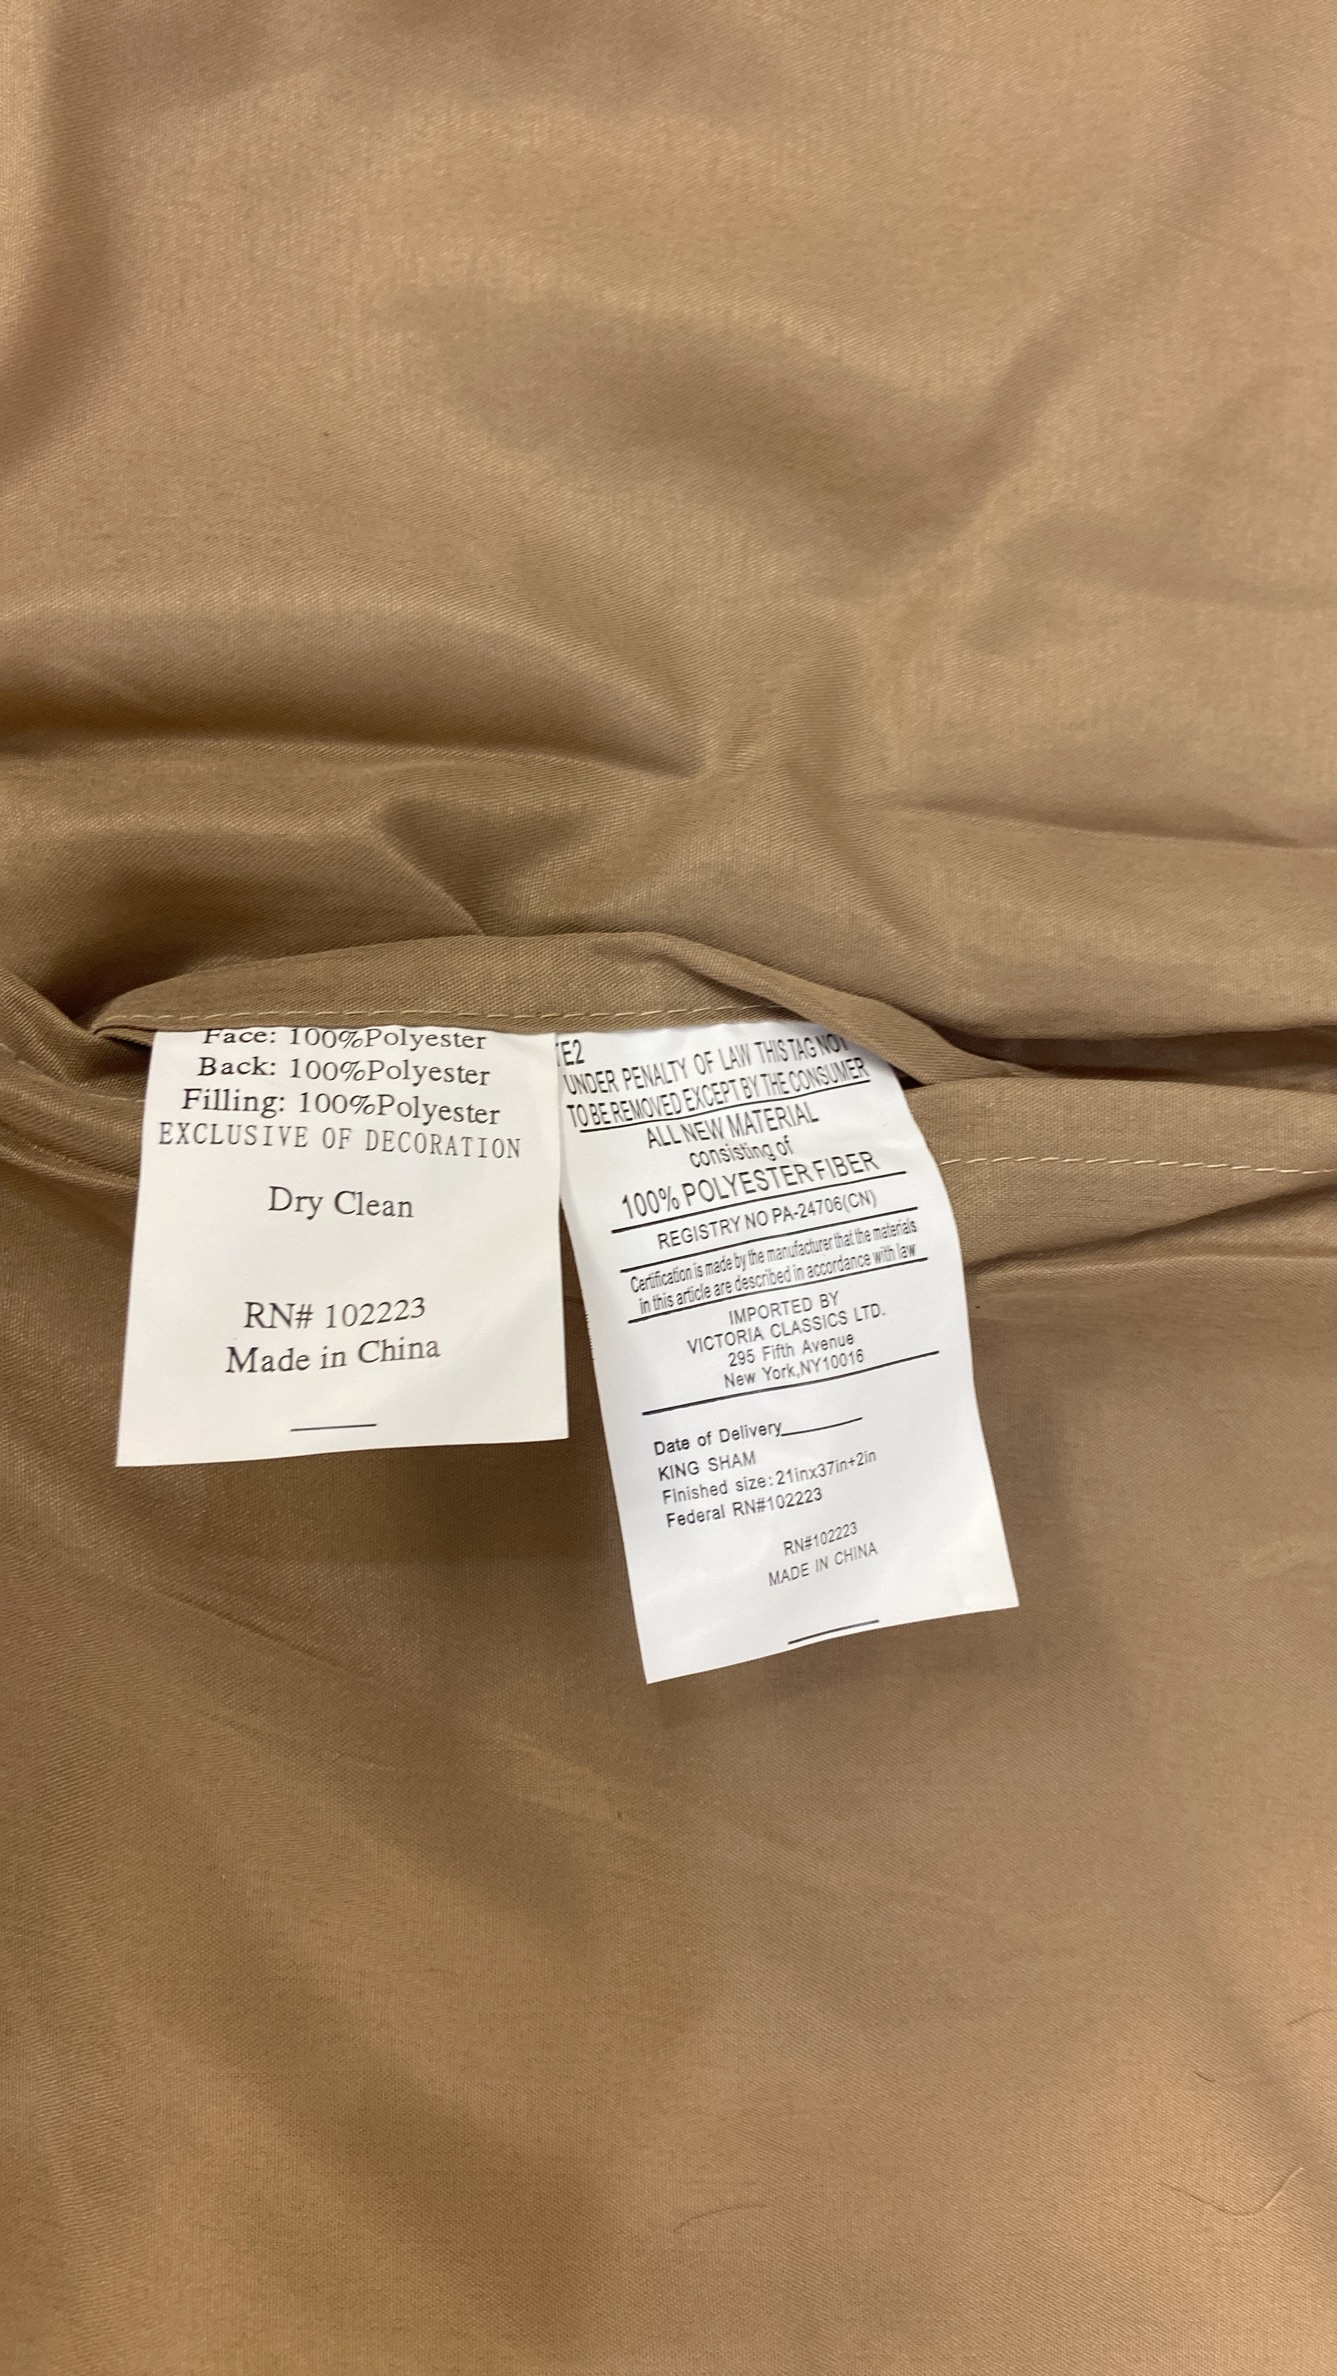 Face: 100%Polyester
Back: 100%Polyester
Filling: 100%Polyester
EXCLUSIVE OF DECORATION
Dry Clean
RN# 102223
Made in China
TE2
UNDER PENALTY OF LAW THIS TAG NOT
TO BE REMOVED EXCEPT BY THE CONSUMER
ALL NEW MATERIAL
consisting of
100% POLYESTER FIBER
REGISTRY NO PA-24706(CN)
Certification is made by the manufacturer that the materials
in this article are described in accordance with law
IMPORTED BY
VICTORIA CLASSICS LTD.
295 Fifth Avenue
New York,NY10016
Date of Delivery
KING SHAM
Finished size:21inx37in+2in
Federal RN#102223
RN#102223
MADE IN CHINA